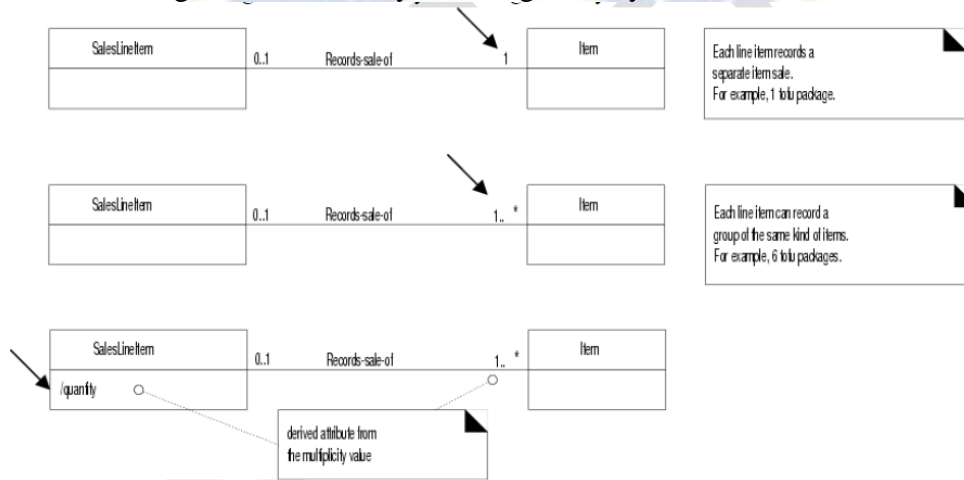 SalesLineItem
0..1
Records-sale-of
1
Item
Each line item records a
separate item sale.
For example, 1 tofu package.
SalesLineItem
0..1
Records-sale-of
1.. *
Item
Each line item can record a
group of the same kind of items.
For example, 6 tofu packages.
SalesLineItem
0..1
Records-sale-of
1.. *
Item
/quantity
derived attribute from
the multiplicity value